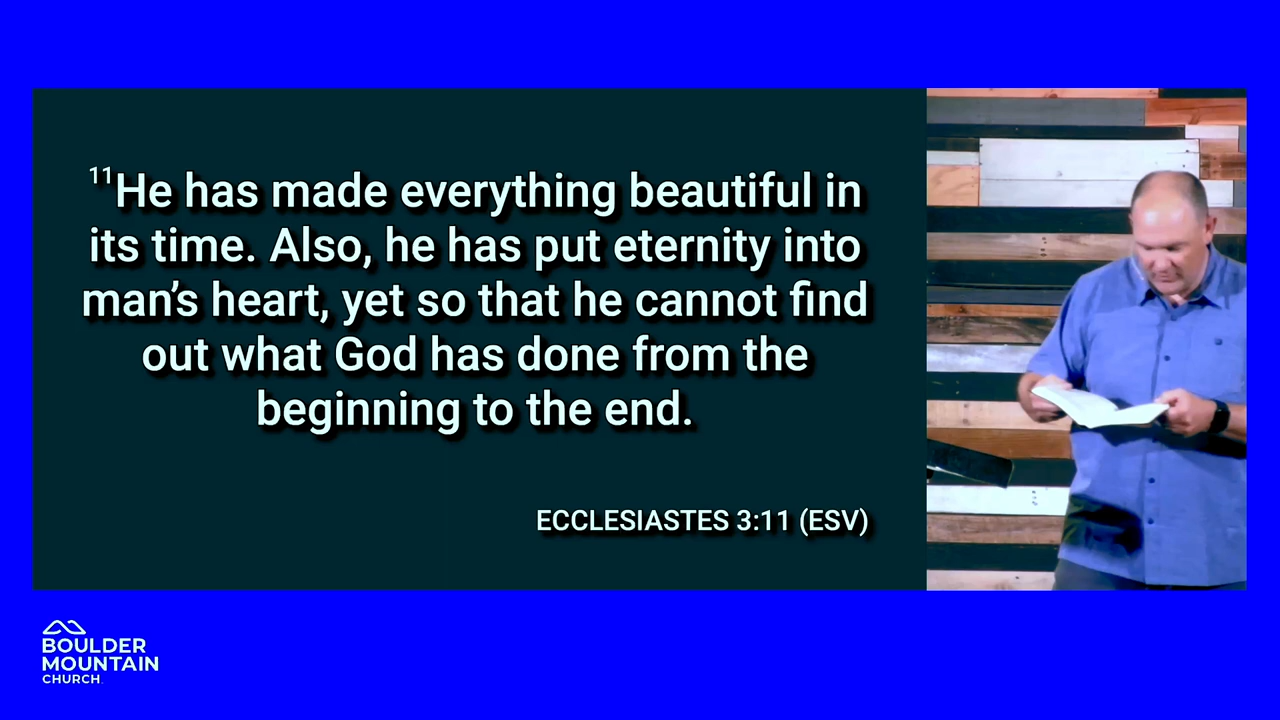 ¹¹He has made everything beautiful in
its time. Also, he has put eternity into
man’s heart, yet so that he cannot find
out what God has done from the
beginning to the end.
ECCLESIASTES 3:11 (ESV)
BOULDER
MOUNTAIN
CHURCH.